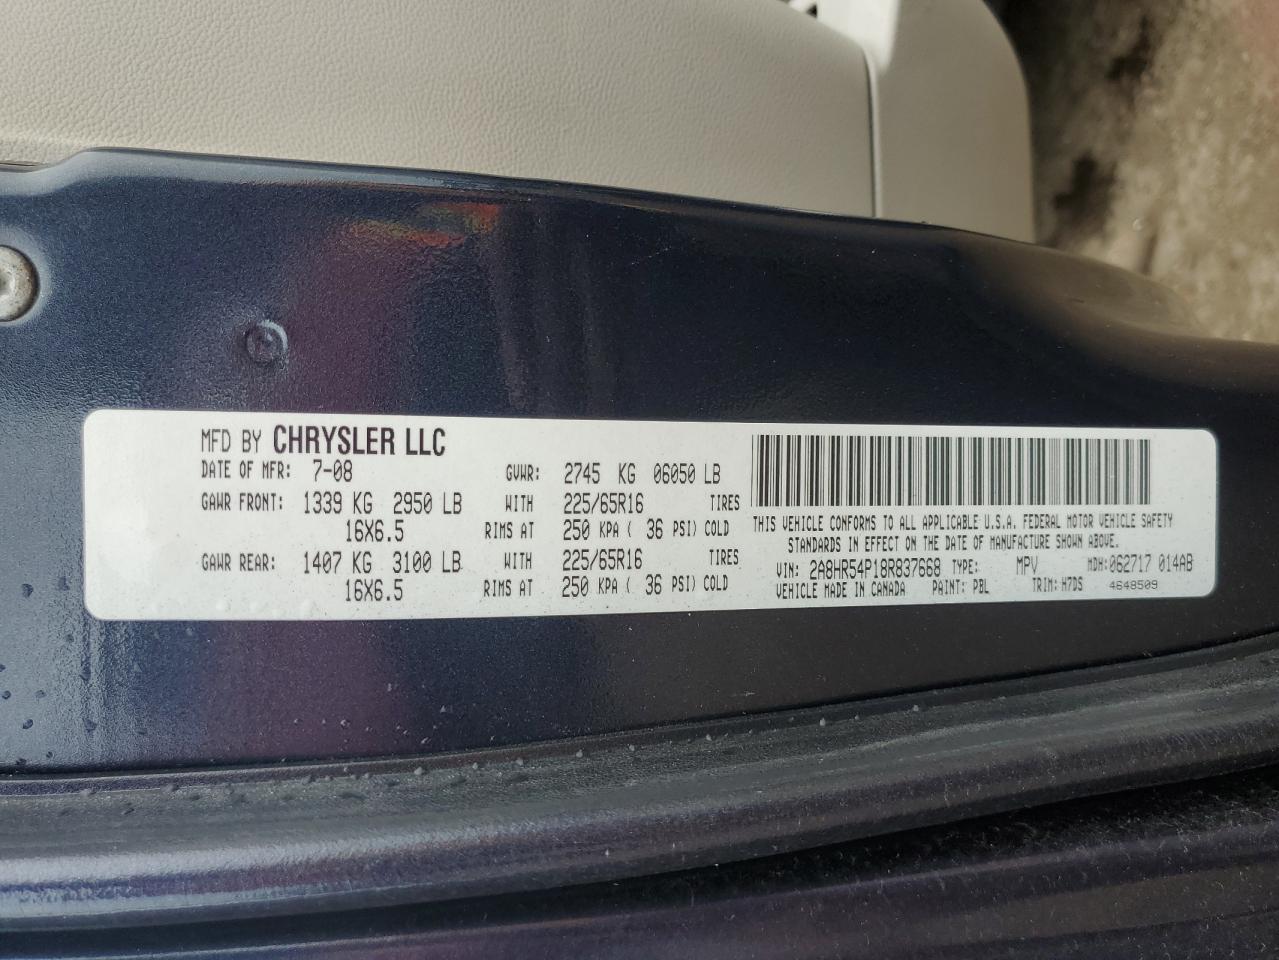 MFD BY CHRYSLER LLC
DATE OF MFR: 7-08 GVWR: 2745 KG 06050 LB
GAWR FRONT: 1339 KG 2950 LB WITH 225/65R16 TIRES
16X6.5 RIMS AT 250 KPA ( 36 PSI) COLD
GAWR REAR: 1407 KG 3100 LB WITH 225/65R16 TIRES
16X6.5 RIMS AT 250 KPA ( 36 PSI) COLD
THIS VEHICLE CONFORMS TO ALL APPLICABLE U.S.A. FEDERAL MOTOR VEHICLE SAFETY
STANDARDS IN EFFECT ON THE DATE OF MANUFACTURE SHOWN ABOVE.
VIN: 2A8HR54P18R837668 TYPE: MPV MDH: 062717 014AB
VEHICLE MADE IN CANADA PAINT: PBL TRIM: H7DS 4648509